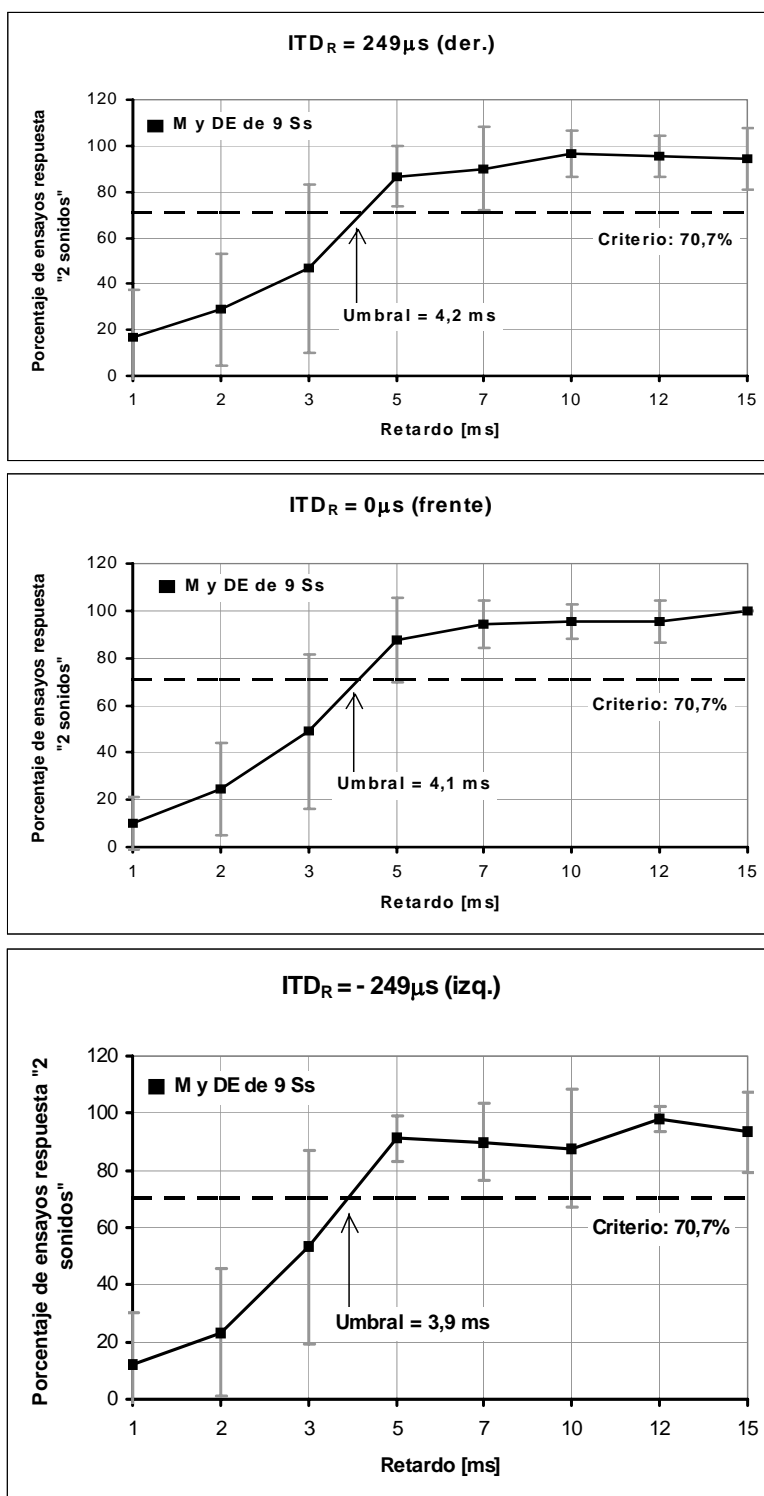 ITDR = 249μs (der.)
120
100
80
60
40
20
0
Porcentaje de ensayos respuesta
"2 sonidos"
M y DE de 9 Ss
Criterio: 70,7%
Umbral = 4,2 ms
1 2 3 5 7 10 12 15
Retardo [ms]
ITDR = 0μs (frente)
120
100
80
60
40
20
0
Porcentaje de ensayos respuesta
"2 sonidos"
M y DE de 9 Ss
Criterio: 70,7%
Umbral = 4,1 ms
1 2 3 5 7 10 12 15
Retardo [ms]
ITDR = - 249μs (izq.)
120
100
80
60
40
20
0
Porcentaje de ensayos respuesta "2
sonidos"
M y DE de 9 Ss
Criterio: 70,7%
Umbral = 3,9 ms
1 2 3 5 7 10 12 15
Retardo [ms]